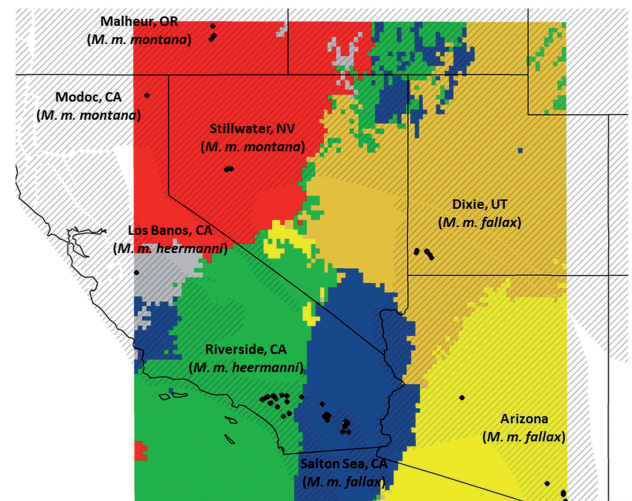 Malheur, OR
(M. m. montana)
Modoc, CA
(M. m. montana)
Stillwater, NV
(M. m. montana)
Los Banos, CA
(M. m. heermanni)
Dixie, UT
(M. m. fallax)
Riverside, CA
(M. m. heermanni)
Arizona
(M. m. fallax)
Salton Sea, CA
(M. m. fallax)